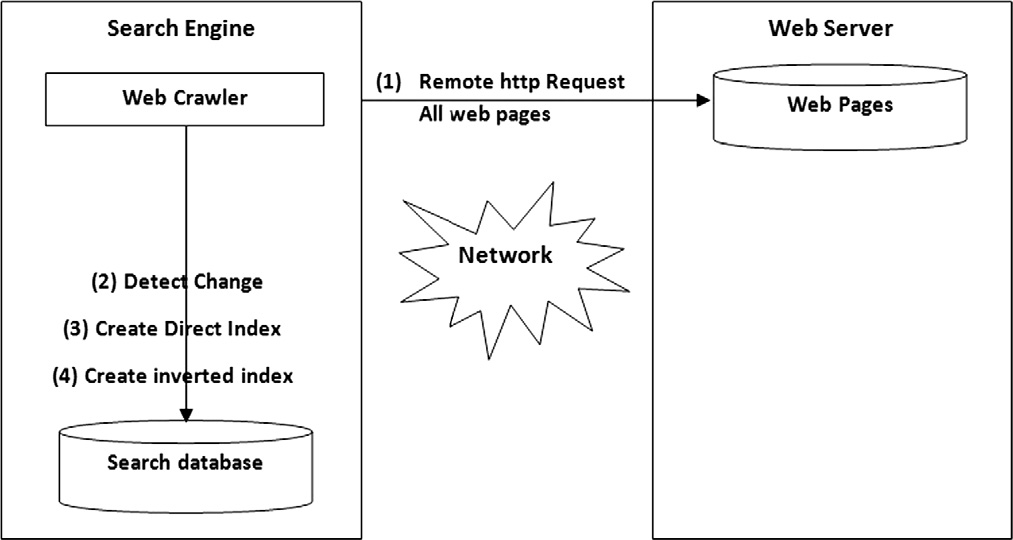 Search Engine
Web Crawler
(2) Detect Change
(3) Create Direct Index
(4) Create inverted index
Search database
(1) Remote http Request
All web pages
Network
Web Server
Web Pages